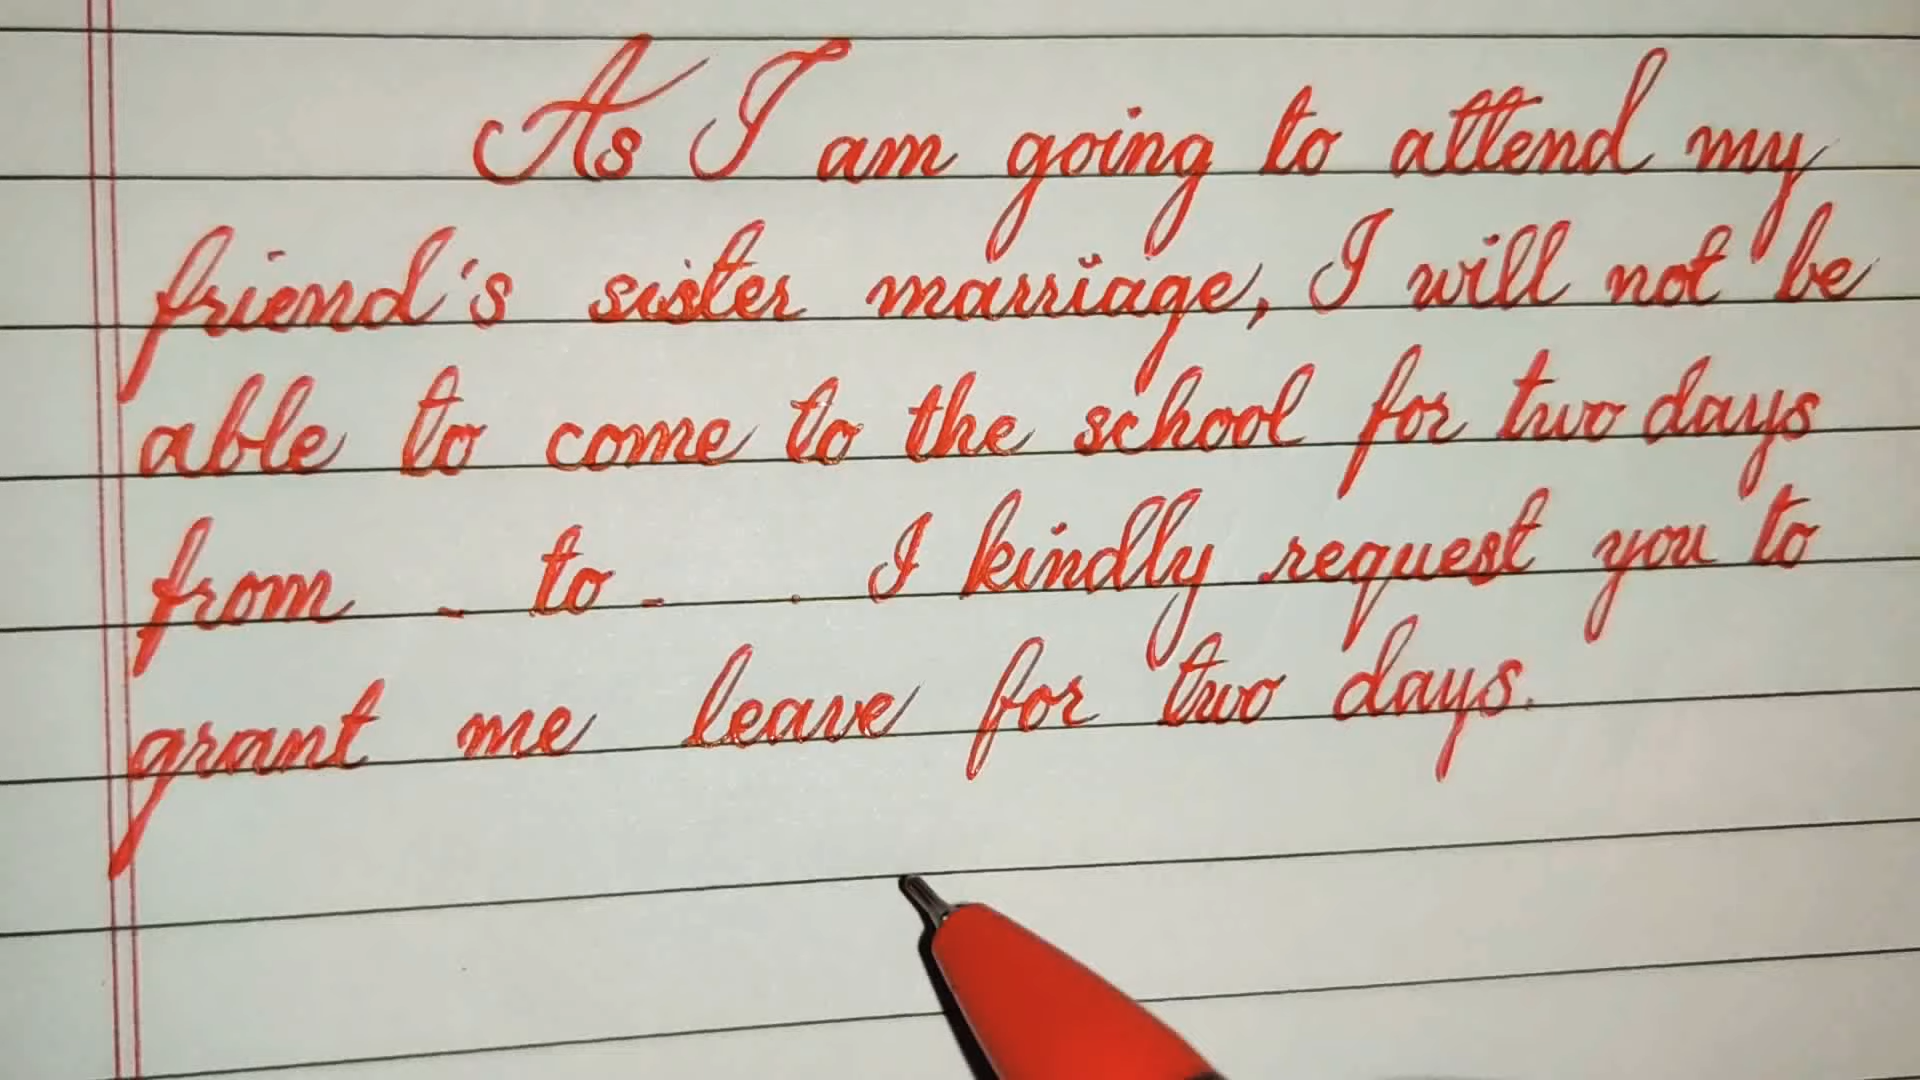 As I am going to attend my
friend's sister marriage, I will not be
able to come to the school for two days
from - to - . I kindly request you to
grant me leave for two days.